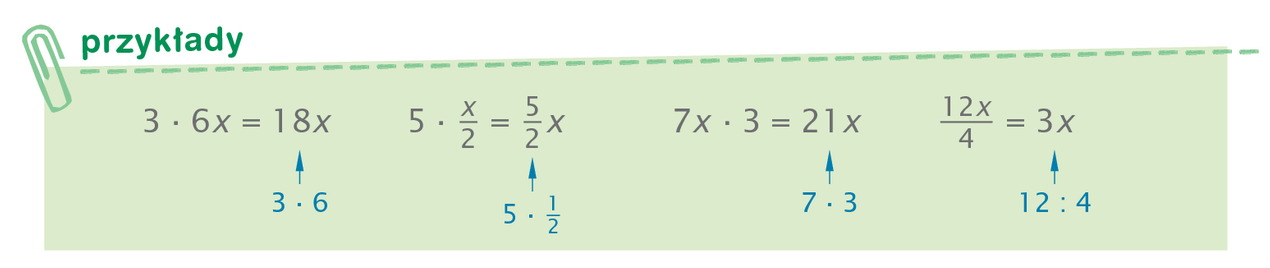 przykłady
3 · 6x = 18x  5 · x/2 = 5/2 x  7x · 3 = 21x  12x/4 = 3x
3 · 6  5 · 1/2  7 · 3  12 : 4